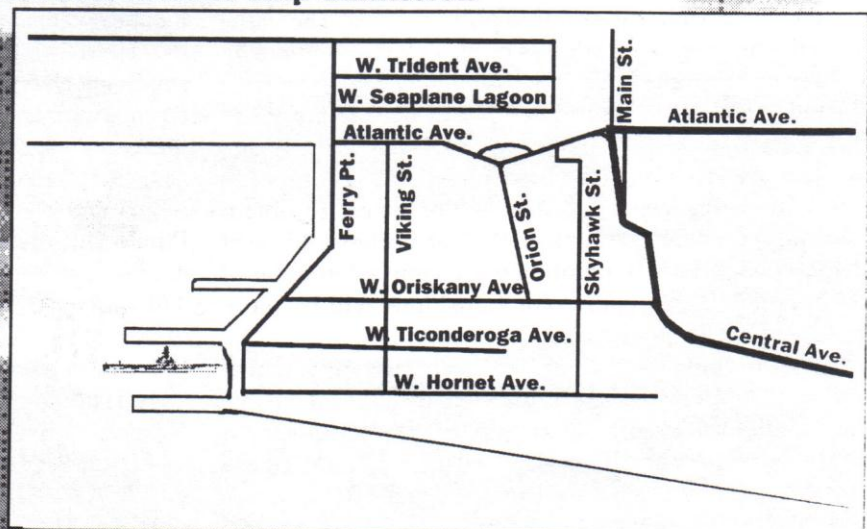 W. Trident Ave.
W. Seaplane Lagoon
Main St.
Atlantic Ave.
Atlantic Ave.
Ferry Pt.
Viking St.
Orion St.
Skyhawk St.
W. Oriskany Ave
W. Ticonderoga Ave.
Central Ave.
W. Hornet Ave.